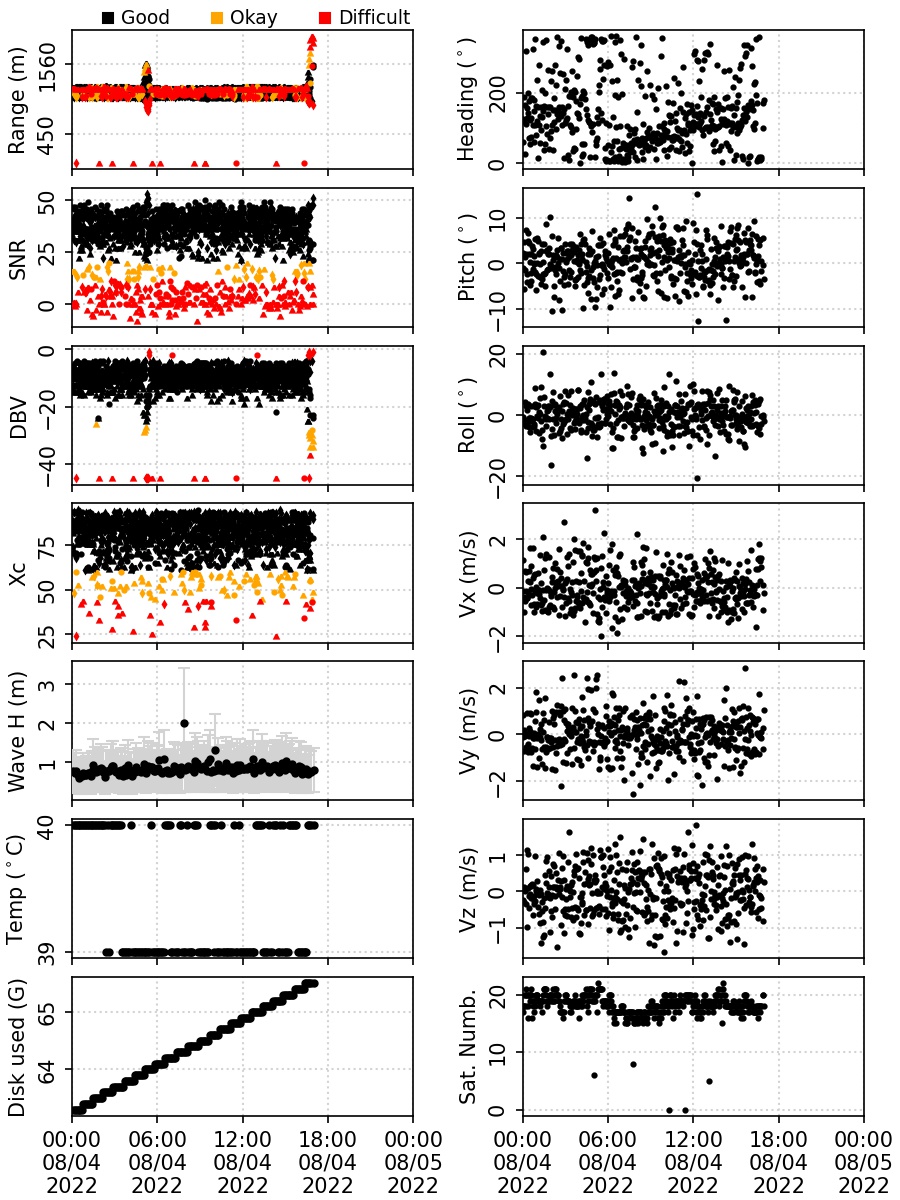 Good Okay Difficult
Range (m)
1560
450
SNR
50
25
0
DBV
0
−20
−40
Xc
75
50
25
Wave H (m)
3
2
1
Temp (°C)
40
39
Disk used (G)
65
64
00:00 06:00 12:00 18:00 00:00
08/04 08/04 08/04 08/04 08/05
2022 2022 2022 2022 2022
Heading (°)
200
0
Pitch (°)
10
0
−10
Roll (°)
20
0
−20
Vx (m/s)
2
0
−2
Vy (m/s)
2
0
−2
Vz (m/s)
1
0
−1
Sat. Numb.
20
10
0
00:00 06:00 12:00 18:00 00:00
08/04 08/04 08/04 08/04 08/05
2022 2022 2022 2022 2022